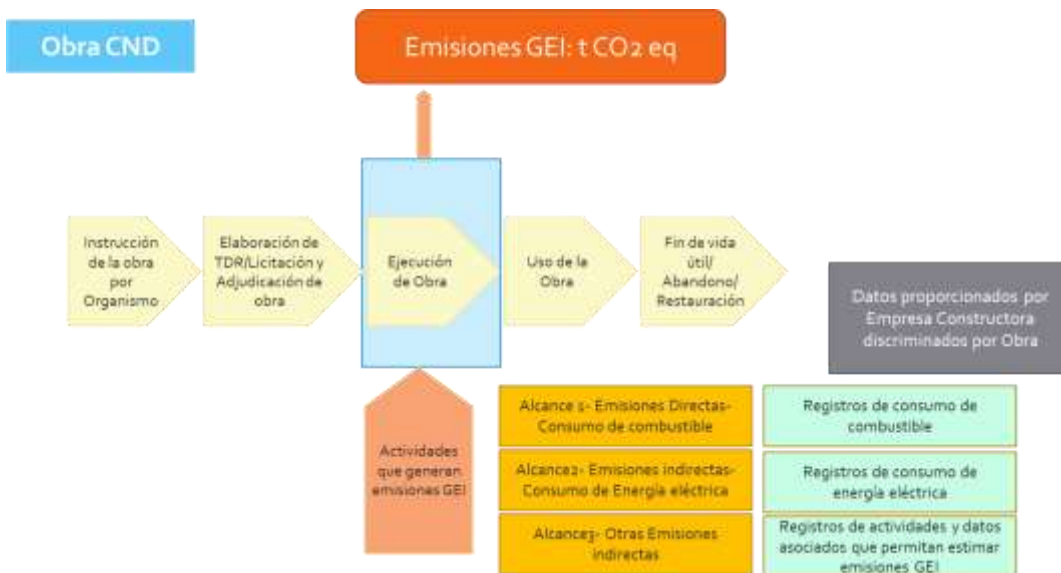 Obra CND
Emisiones GEI: t CO2 eq
Instrucción
de la obra
por
Organismo
Elaboración de
TDR/Licitación y
Adjudicación de
obra
Ejecución
de Obra
Uso de la
Obra
Fin de vida
útil/
Abandono/
Restauración
Datos proporcionados por
Empresa Constructora
discriminados por Obra
Actividades
que generan
emisiones GEI
Alcance 1- Emisiones Directas-
Consumo de combustible
Registros de consumo de
combustible
Alcance2- Emisiones indirectas-
Consumo de Energía eléctrica
Registros de consumo de
energía eléctrica
Alcance3- Otras Emisiones
indirectas
Registros de actividades y datos
asociados que permitan estimar
emisiones GEI